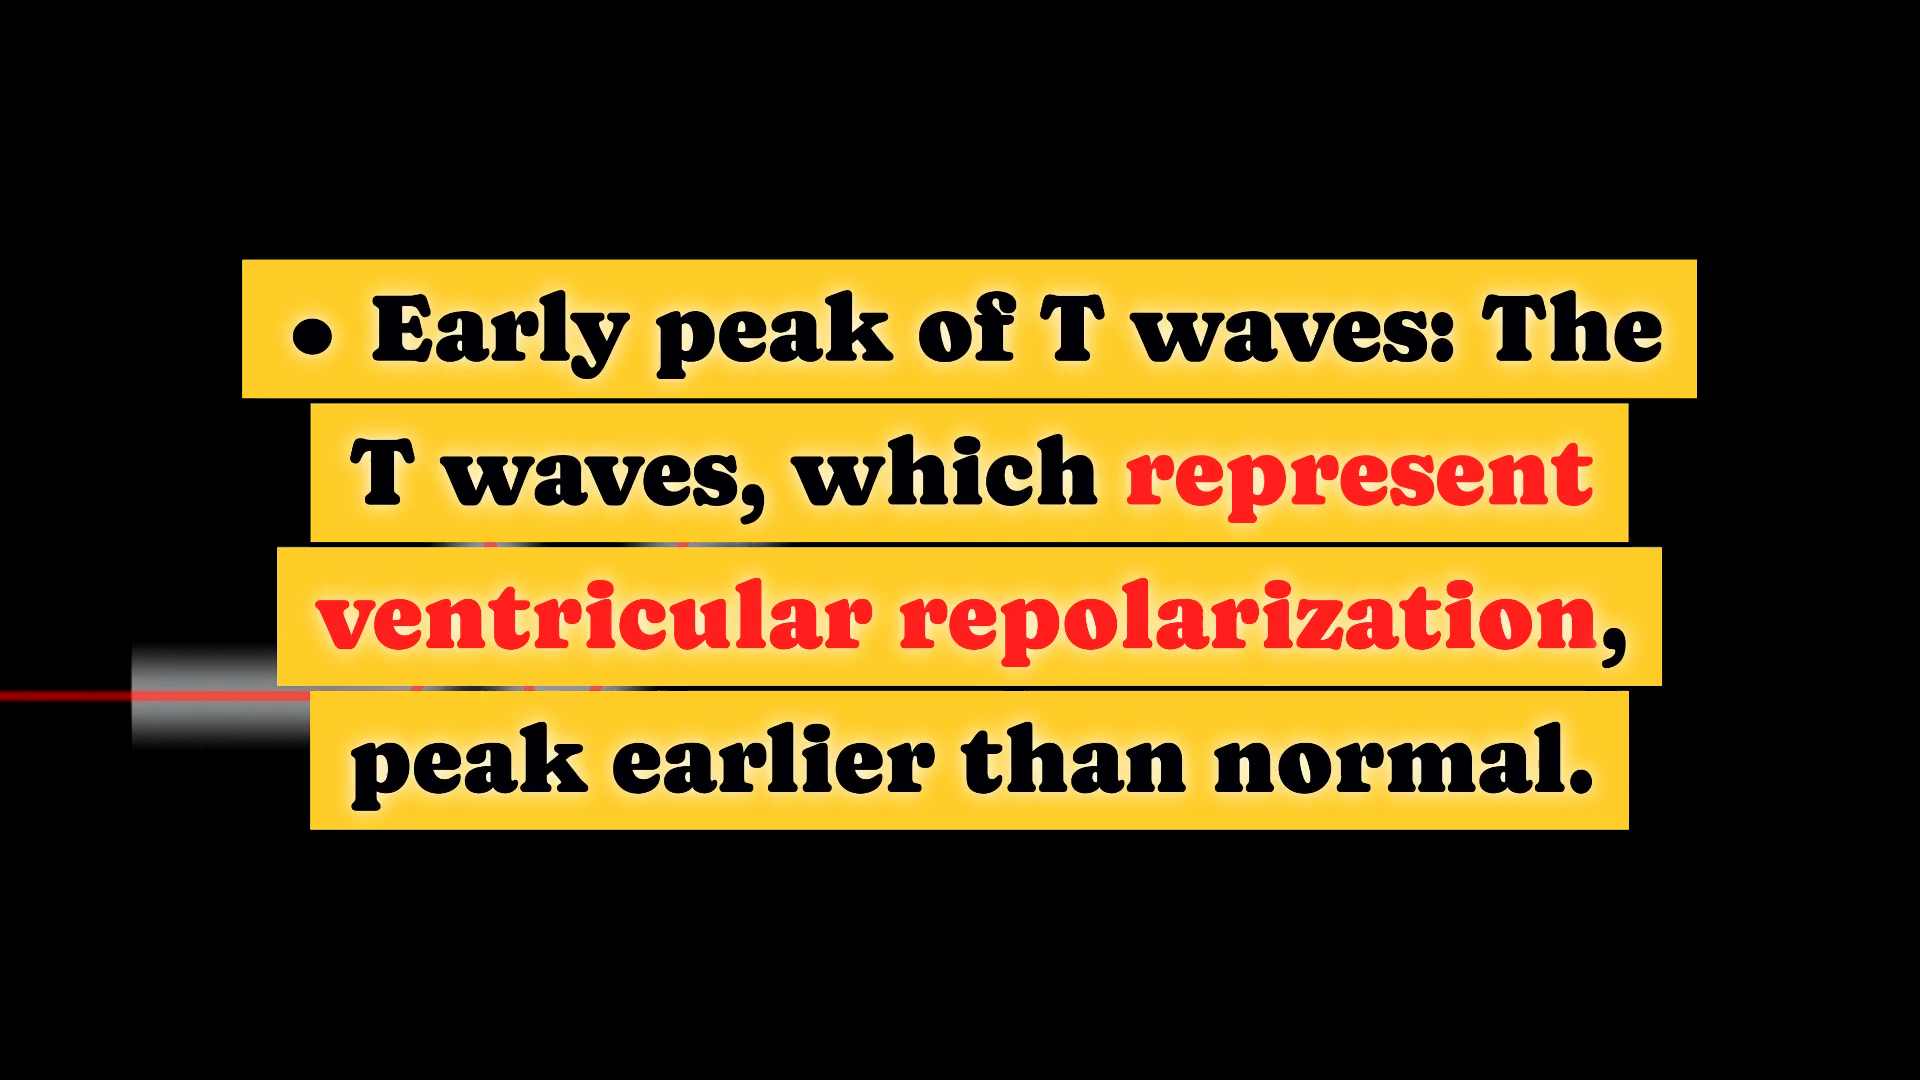 • Early peak of T waves: The
T waves, which represent
ventricular repolarization,
peak earlier than normal.